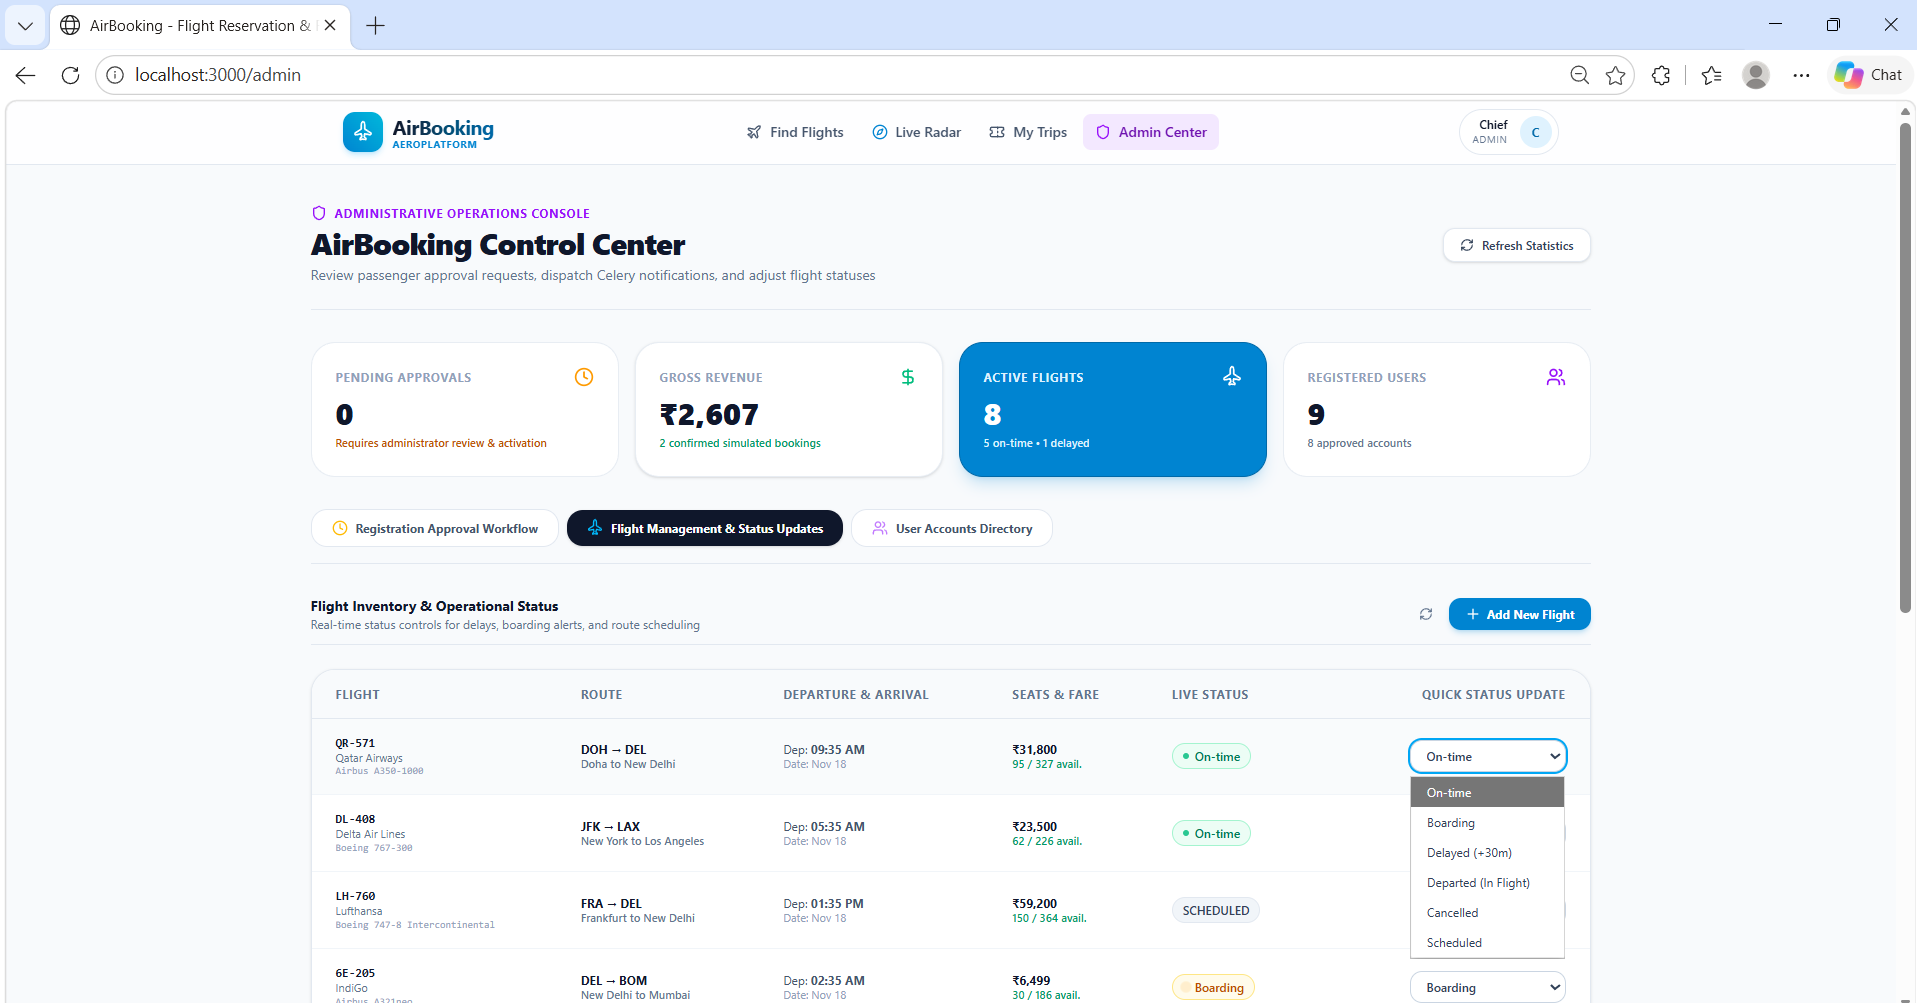 AirBooking - Flight Reservation &
localhost:3000/admin
Chat
AirBooking
AEROPLATFORM
Find Flights
Live Radar
My Trips
Admin Center
Chief
ADMIN
C
ADMINISTRATIVE OPERATIONS CONSOLE
AirBooking Control Center
Review passenger approval requests, dispatch Celery notifications, and adjust flight statuses
Refresh Statistics
PENDING APPROVALS
0
Requires administrator review & activation
GROSS REVENUE
$
₹2,607
2 confirmed simulated bookings
ACTIVE FLIGHTS
8
5 on-time • 1 delayed
REGISTERED USERS
9
8 approved accounts
Registration Approval Workflow
Flight Management & Status Updates
User Accounts Directory
Flight Inventory & Operational Status
Real-time status controls for delays, boarding alerts, and route scheduling
Add New Flight
FLIGHT ROUTE DEPARTURE & ARRIVAL SEATS & FARE LIVE STATUS QUICK STATUS UPDATE
QR-571
Qatar Airways
Airbus A350-1000
DOH → DEL
Doha to New Delhi
Dep: 09:35 AM
Date: Nov 18
₹31,800
95 / 327 avail.
On-time
On-time
On-time
Boarding
Delayed (+30m)
Departed (In Flight)
Cancelled
Scheduled
DL-408
Delta Air Lines
Boeing 767-300
JFK → LAX
New York to Los Angeles
Dep: 05:35 AM
Date: Nov 18
₹23,500
62 / 226 avail.
On-time
LH-760
Lufthansa
Boeing 747-8 Intercontinental
FRA → DEL
Frankfurt to New Delhi
Dep: 01:35 PM
Date: Nov 18
₹59,200
150 / 364 avail.
SCHEDULED
6E-205
IndiGo
Airbus A321neo
DEL → BOM
New Delhi to Mumbai
Dep: 02:35 AM
Date: Nov 18
₹6,499
30 / 186 avail.
Boarding
Boarding